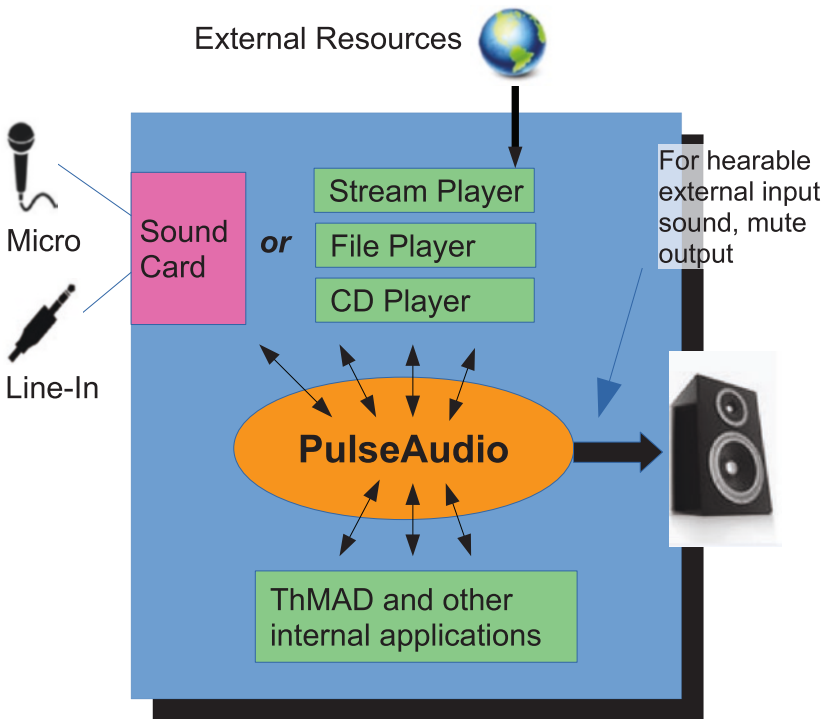 External Resources
Micro
Line-In
Sound
Card
or
Stream Player
File Player
CD Player
For hearable
external input
sound, mute
output
PulseAudio
ThMAD and other
internal applications